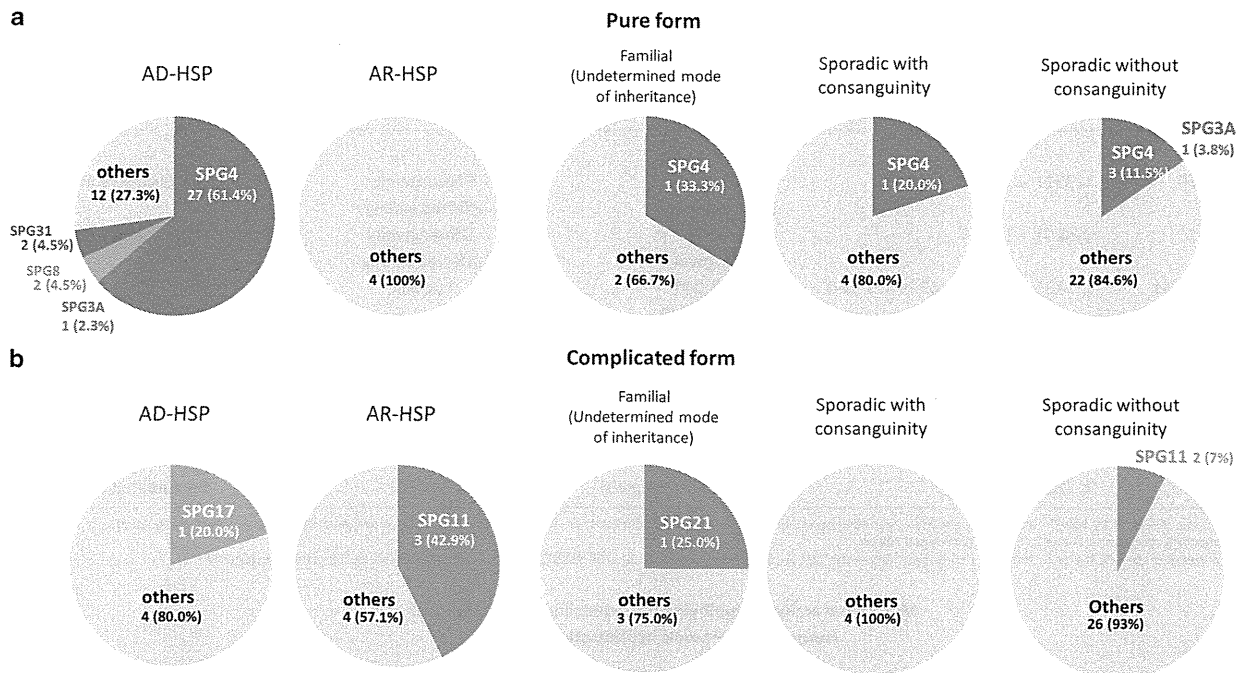 a
Pure form
AD-HSP
AR-HSP
Familial
(Undetermined mode
of inheritance)
Sporadic with
consanguinity
Sporadic without
consanguinity
others
12 (27.3%)
SPG4
27 (61.4%)
SPG31
2 (4.5%)
SPG8
2 (4.5%)
SPG3A
1 (2.3%)
others
4 (100%)
SPG4
1 (33.3%)
others
2 (66.7%)
SPG4
1 (20.0%)
others
4 (80.0%)
SPG3A
1 (3.8%)
SPG4
3 (11.5%)
others
22 (84.6%)
b
Complicated form
AD-HSP
AR-HSP
Familial
(Undetermined mode
of inheritance)
Sporadic with
consanguinity
Sporadic without
consanguinity
SPG17
1 (20.0%)
others
4 (80.0%)
SPG11
3 (42.9%)
others
4 (57.1%)
SPG21
1 (25.0%)
others
3 (75.0%)
others
4 (100%)
SPG11 2 (7%)
Others
26 (93%)